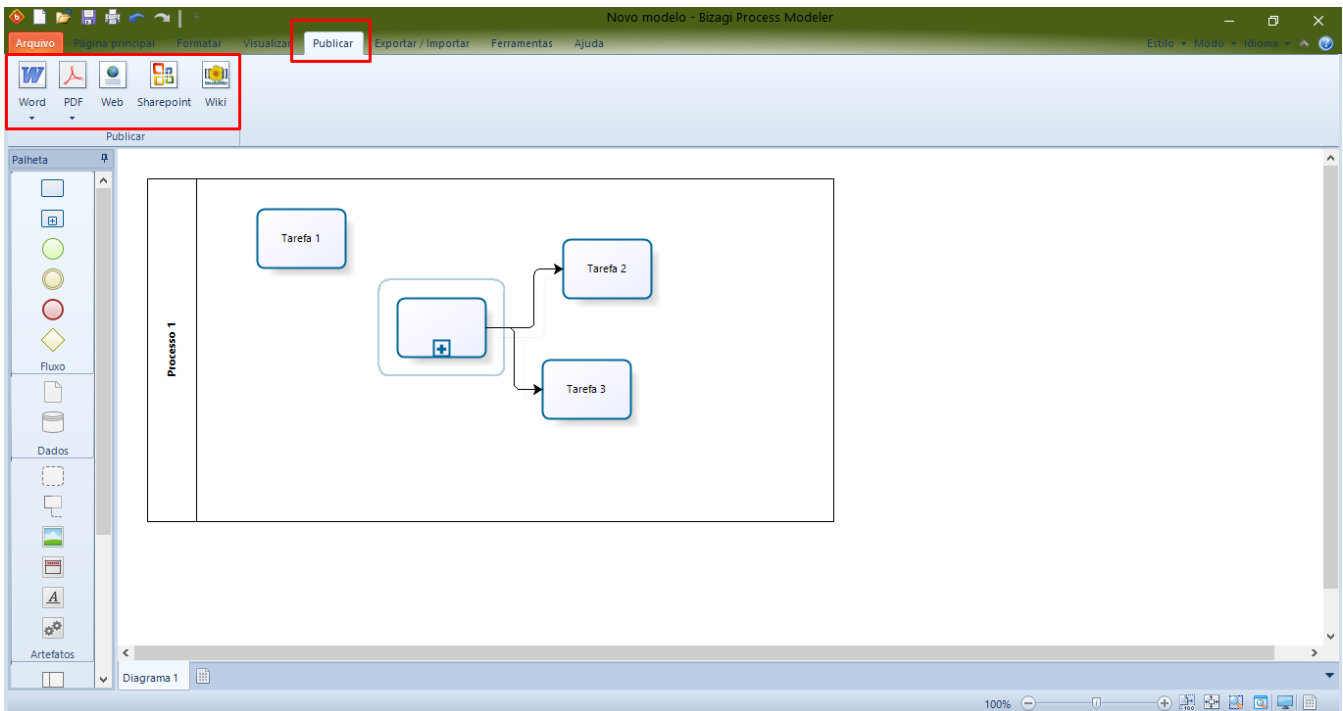 Novo modelo - Bizagi Process Modeler
Arquivo Página principal Formatar Visualizar Publicar Exportar / Importar Ferramentas Ajuda Estilo Modo Idioma
Word PDF Web Sharepoint Wiki
Publicar
Palheta
Fluxo
Dados
Artefatos
Processo 1
Tarefa 1
Tarefa 2
Tarefa 3
Diagrama 1
100%